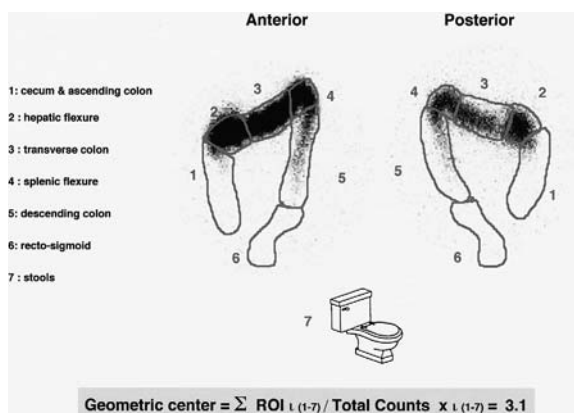 Anterior
Posterior
1: cecum & ascending colon
2 : hepatic flexure
3 : transverse colon
4 : splenic flexure
5: descending colon
6: recto-sigmoid
7 : stools
2
3
4
1
5
6
4
3
2
5
1
6
7
Geometric center = Σ ROI ι (1-7) / Total Counts x ι (1-7) = 3.1